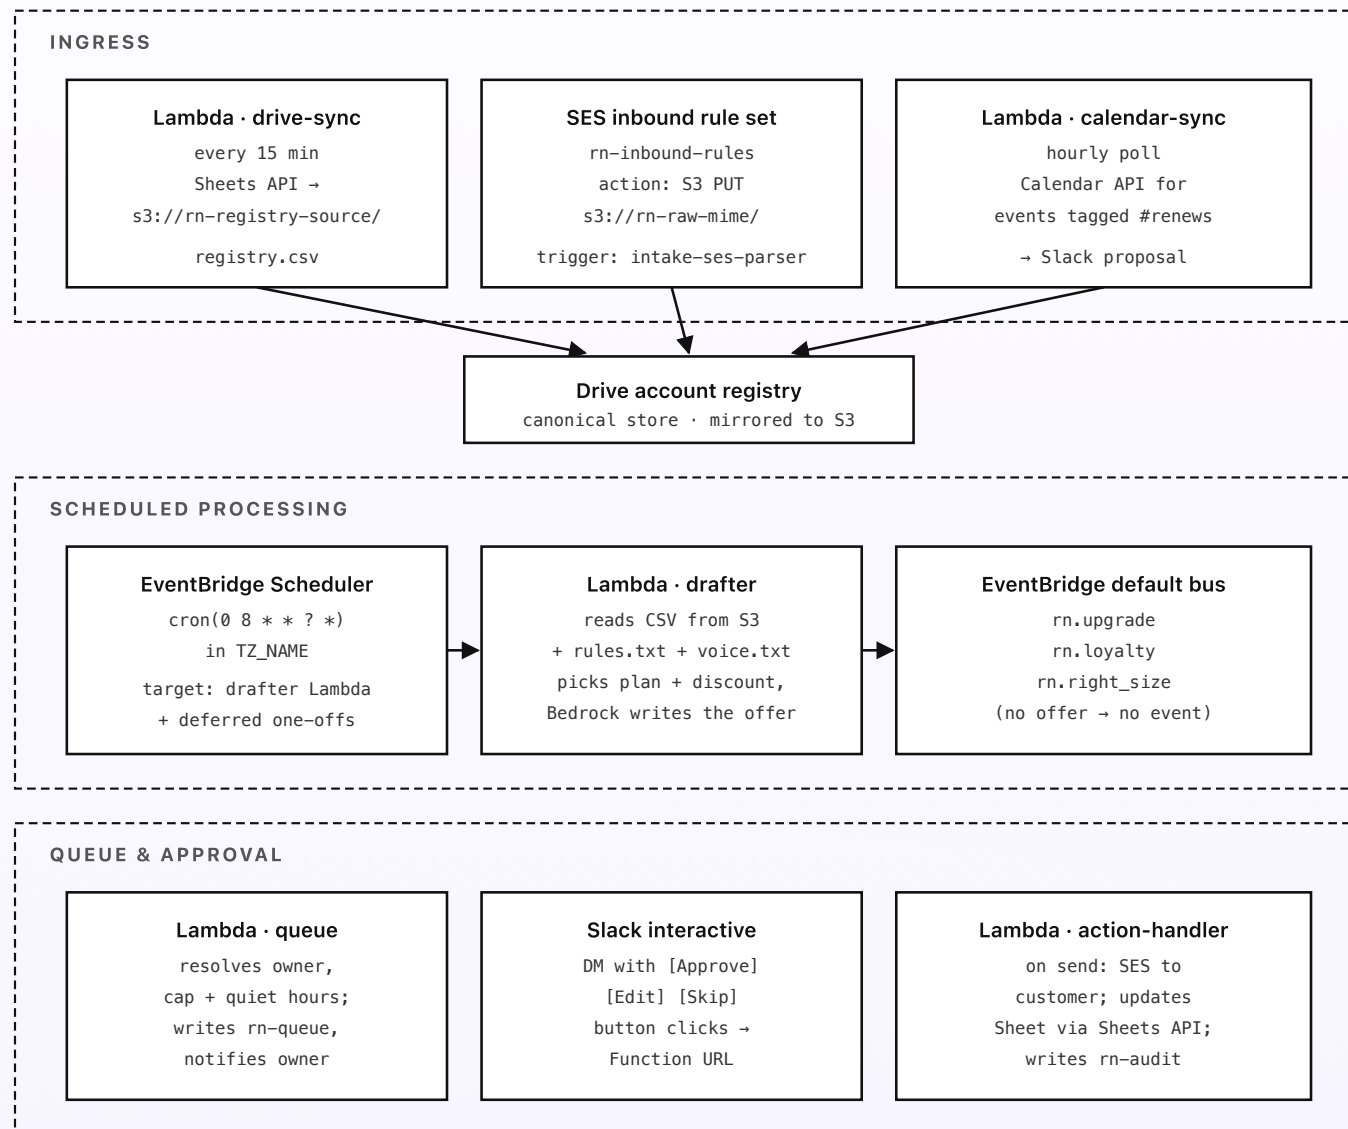 INGRESS
Lambda · drive-sync
every 15 min
Sheets API →
s3://rn-registry-source/
registry.csv
SES inbound rule set
rn-inbound-rules
action: S3 PUT
s3://rn-raw-mime/
trigger: intake-ses-parser
Lambda · calendar-sync
hourly poll
Calendar API for
events tagged #renews
→ Slack proposal
Drive account registry
canonical store · mirrored to S3
SCHEDULED PROCESSING
EventBridge Scheduler
cron(0 8 * * ? *)
in TZ_NAME
target: drafter Lambda
+ deferred one-offs
Lambda · drafter
reads CSV from S3
+ rules.txt + voice.txt
picks plan + discount,
Bedrock writes the offer
EventBridge default bus
rn.upgrade
rn.loyalty
rn.right_size
(no offer → no event)
QUEUE & APPROVAL
Lambda · queue
resolves owner,
cap + quiet hours;
writes rn-queue,
notifies owner
Slack interactive
DM with [Approve]
[Edit] [Skip]
button clicks →
Function URL
Lambda · action-handler
on send: SES to
customer; updates
Sheet via Sheets API;
writes rn-audit